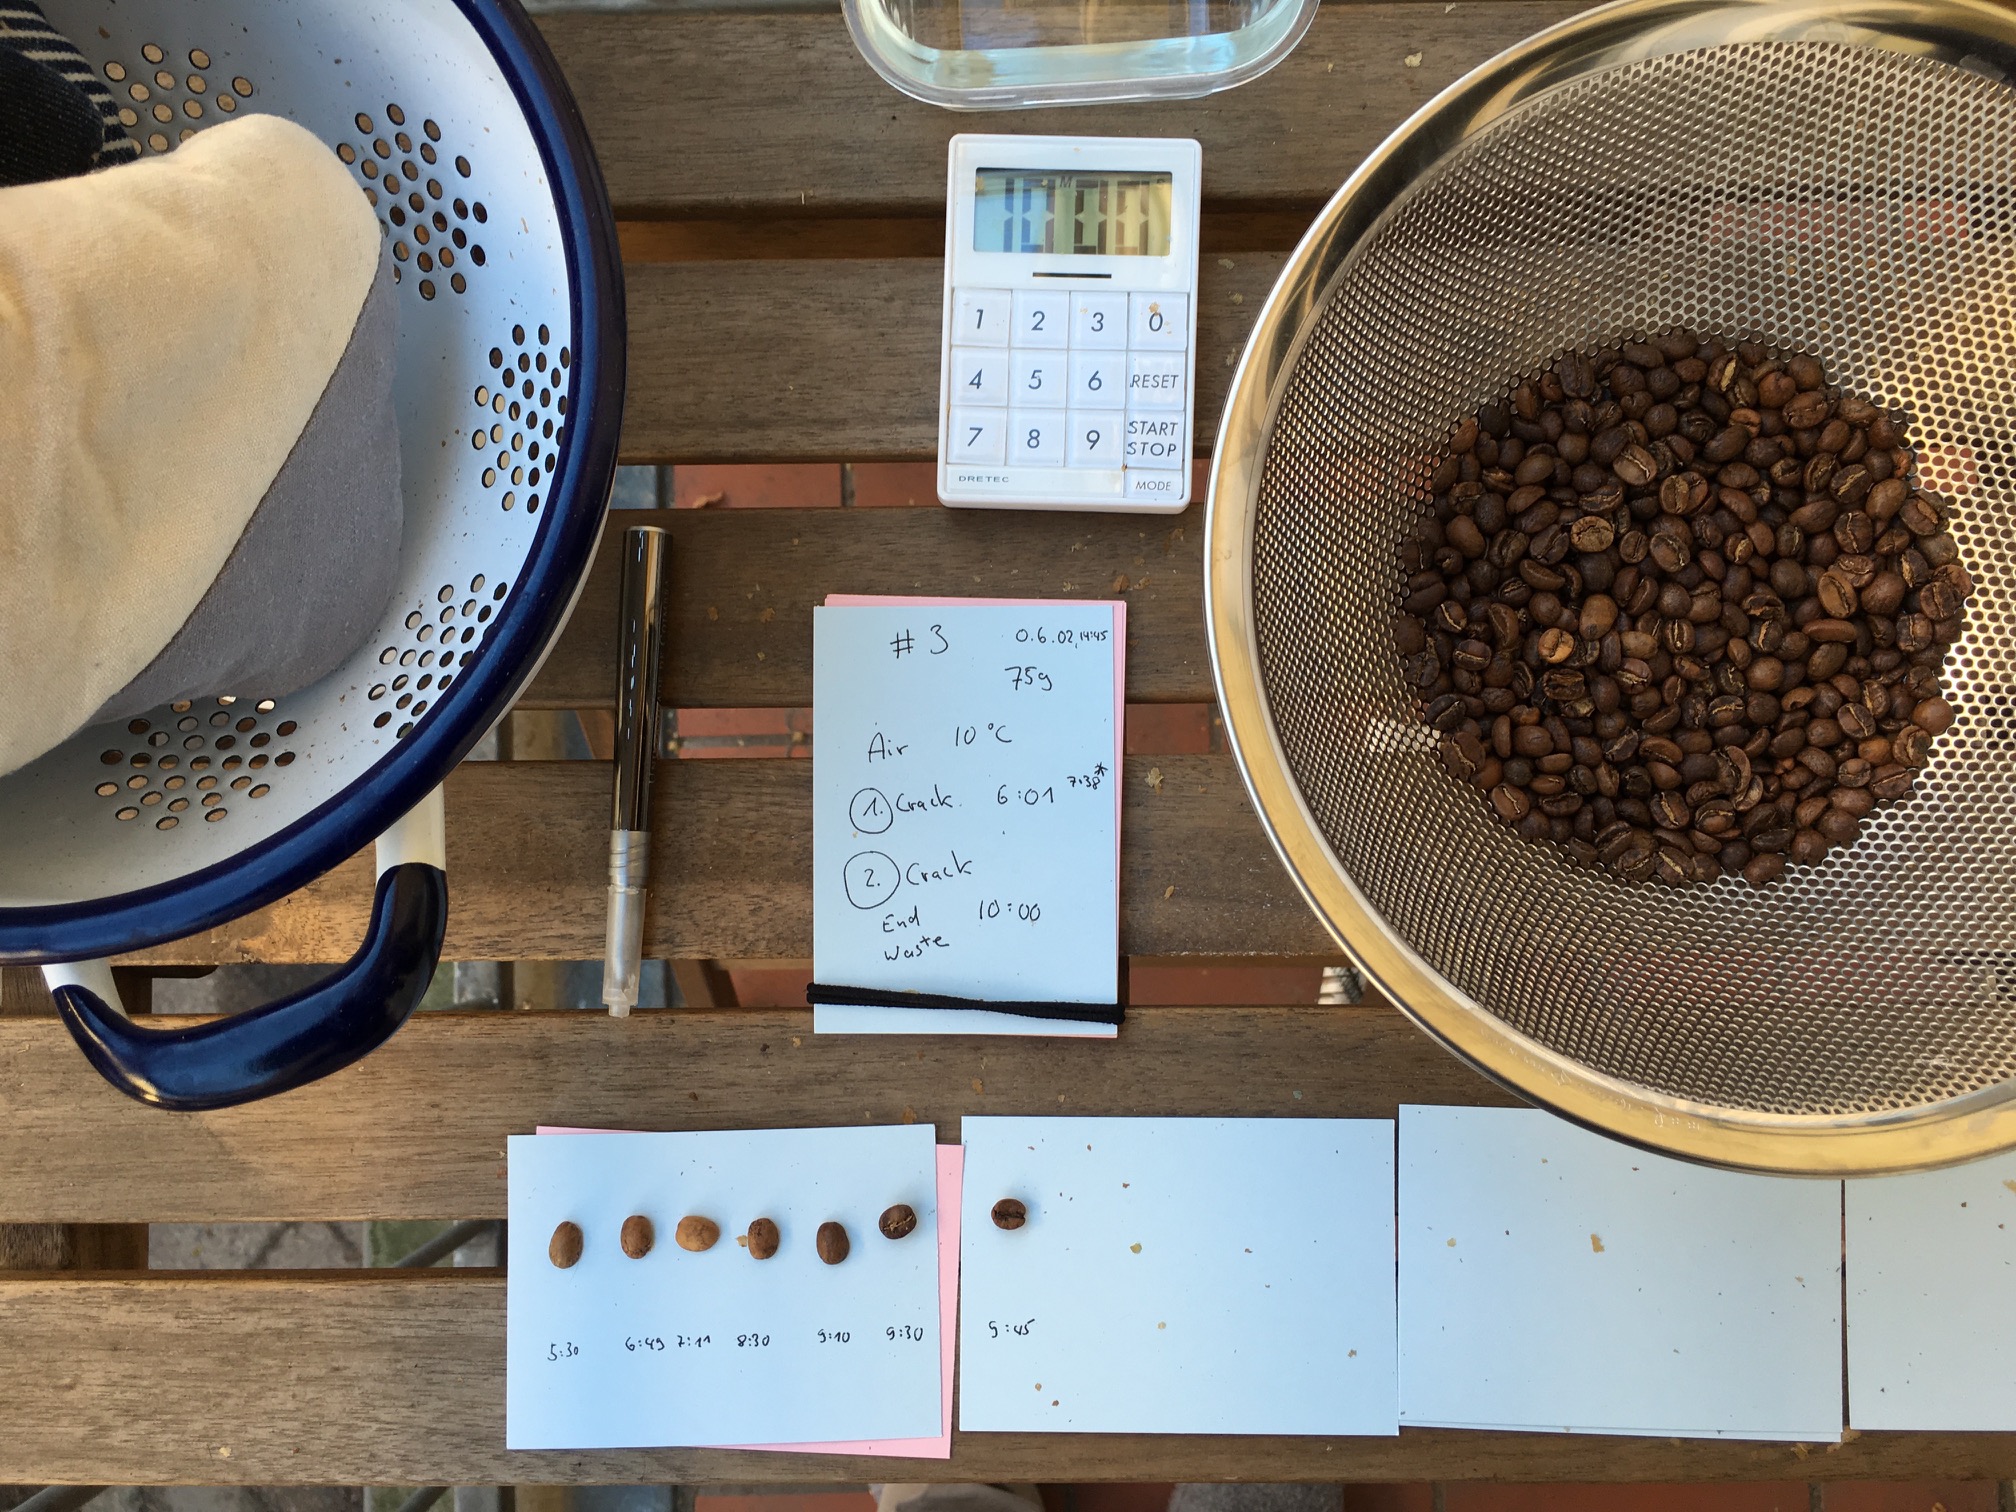 1 2 3 0
4 5 6 RESET
7 8 9 START STOP
DRETEC MODE
# 3 0.6.02, 14:45
75g
Air 10 °C
1. Crack 6:01 7:38*
2. Crack
End 10:00
Waste
5:30 6:49 7:11 8:30 9:10 9:30 9:45